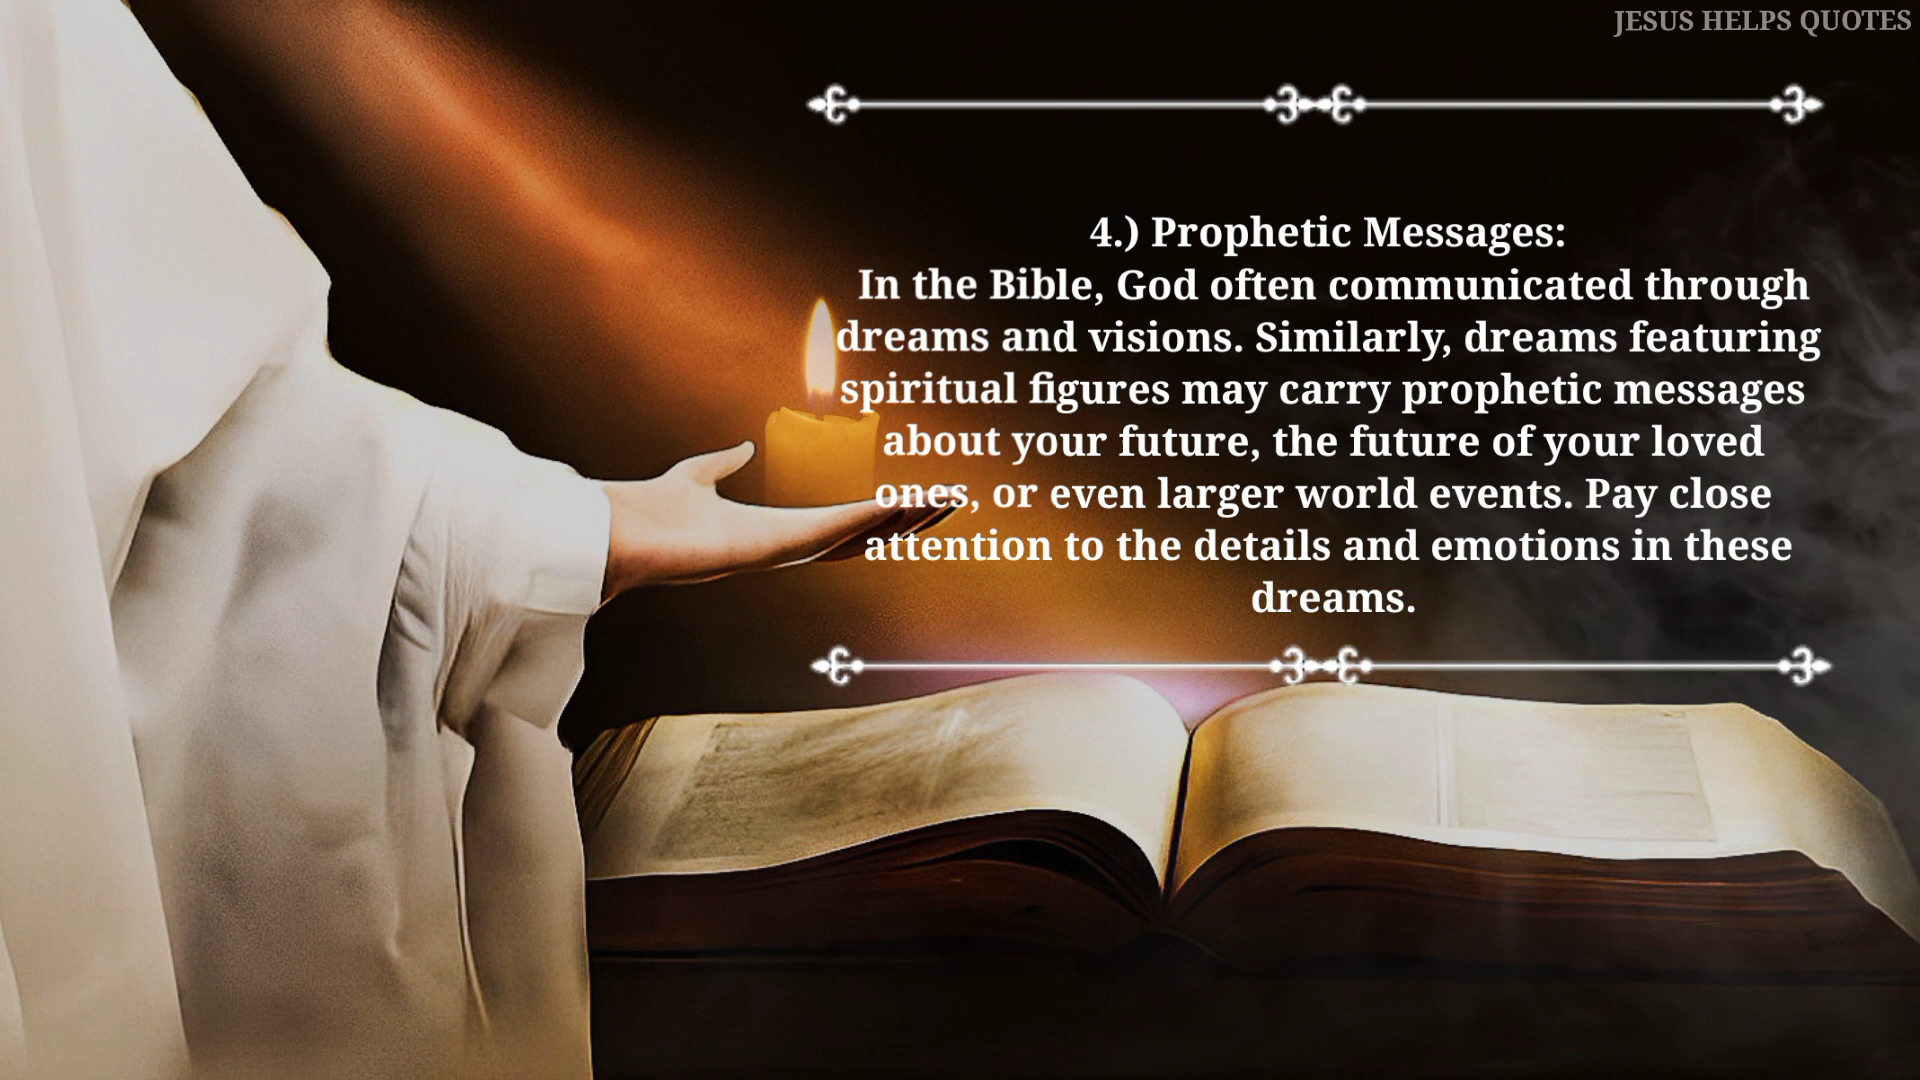 JESUS HELPS QUOTES
4.) Prophetic Messages:
In the Bible, God often communicated through
dreams and visions. Similarly, dreams featuring
spiritual figures may carry prophetic messages
about your future, the future of your loved
ones, or even larger world events. Pay close
attention to the details and emotions in these
dreams.